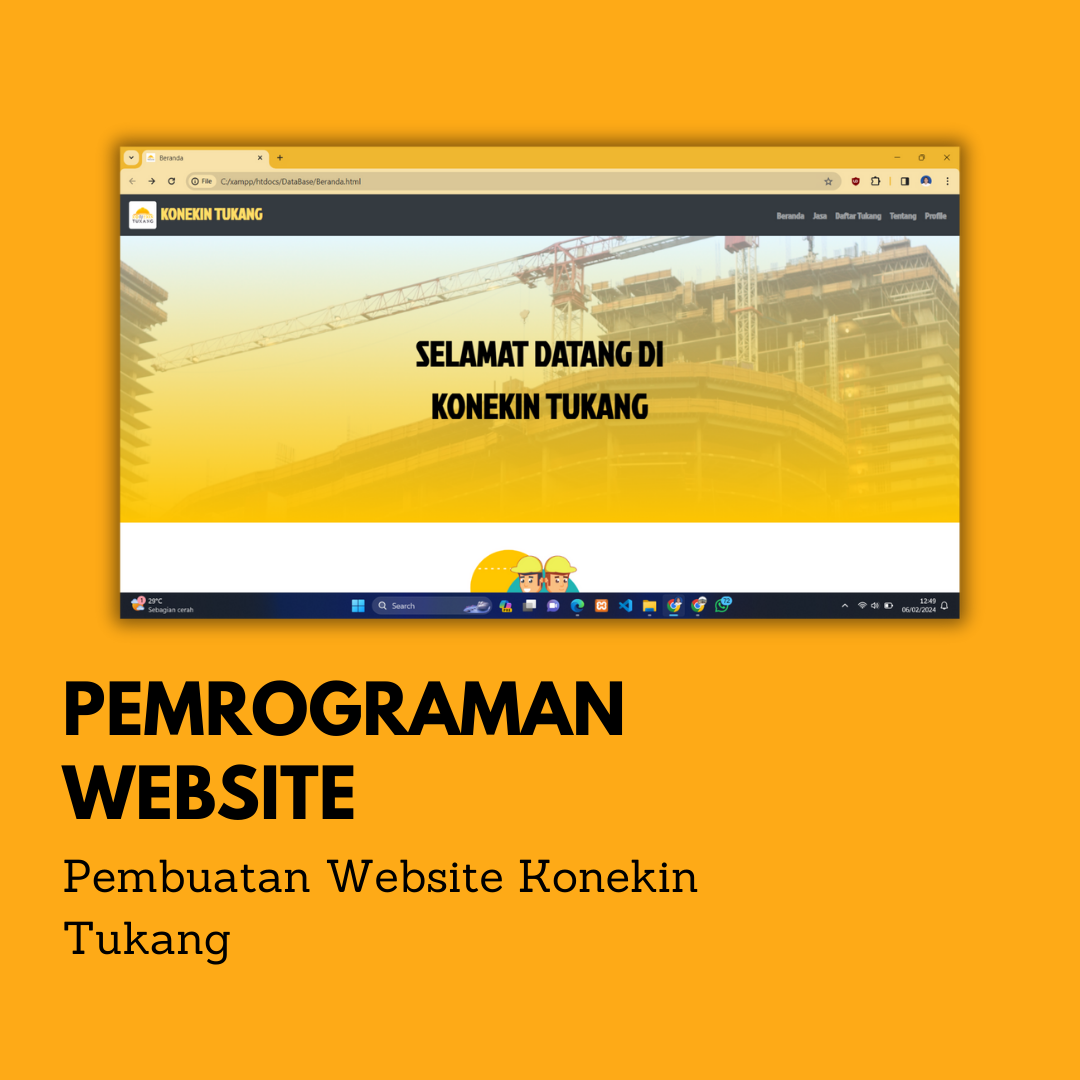 Beranda
File C:/xampp/htdocs/DataBase/Beranda.html
TUKANG
KONEKIN TUKANG
Beranda Jasa Daftar Tukang Tentang Profile
SELAMAT DATANG DI
KONEKIN TUKANG
1
29°C
Sebagian cerah
Search
12:49
06/02/2024
PEMROGRAMAN
WEBSITE
Pembuatan Website Konekin
Tukang